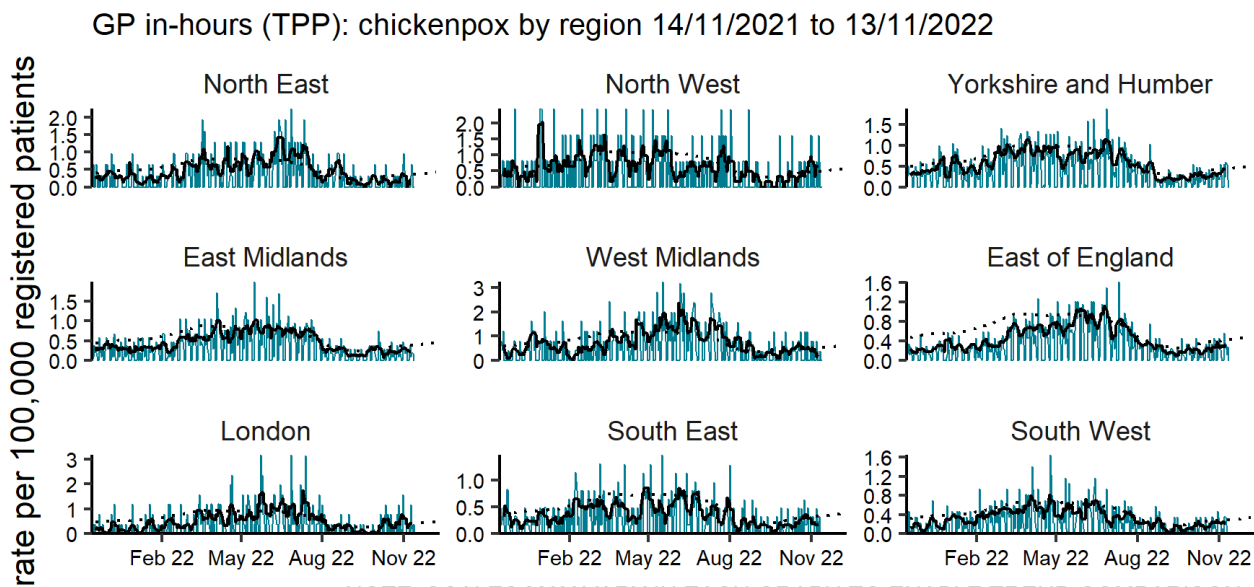 GP in-hours (TPP): chickenpox by region 14/11/2021 to 13/11/2022
rate per 100,000 registered patients
North East
2.0
1.5
1.0
0.5
0.0
North West
2.0
1.5
1.0
0.5
0.0
Yorkshire and Humber
1.5
1.0
0.5
0.0
East Midlands
1.5
1.0
0.5
0.0
West Midlands
3
2
1
0
East of England
1.6
1.2
0.8
0.4
0.0
London
3
2
1
0
South East
1.0
0.5
0.0
South West
1.6
1.2
0.8
0.4
0.0
Feb 22 May 22 Aug 22 Nov 22
Feb 22 May 22 Aug 22 Nov 22
Feb 22 May 22 Aug 22 Nov 22